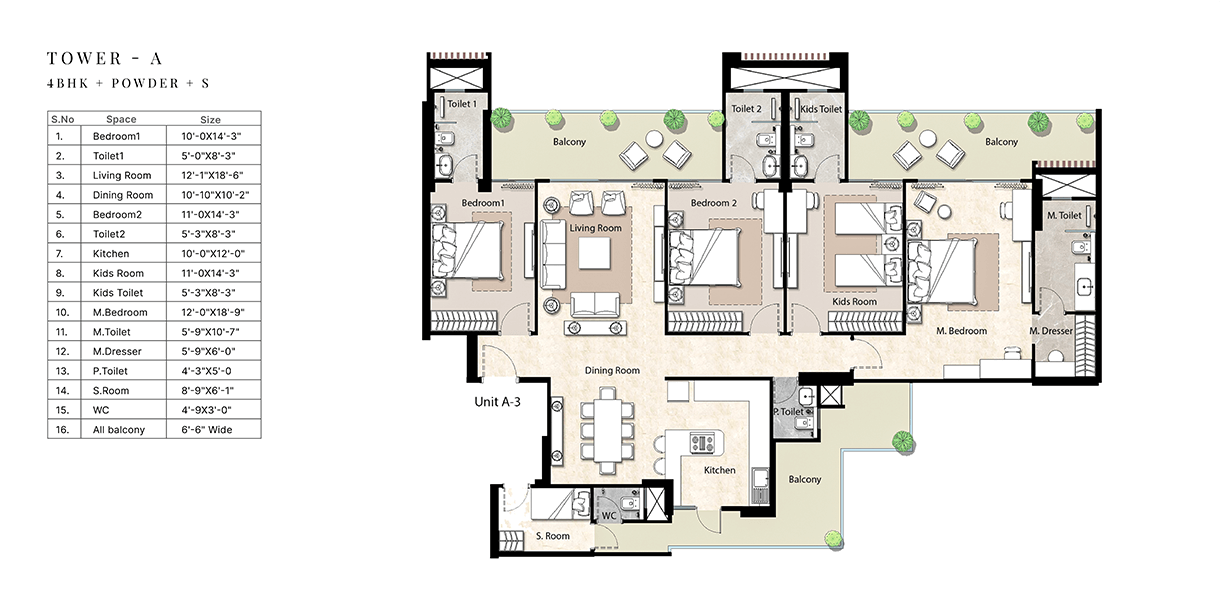 TOWER - A
4BHK + POWDER + S
S.No Space Size
1. Bedroom1 10'-0X14'-3"
2. Toilet1 5'-0"X8'-3"
3. Living Room 12'-1"X18'-6"
4. Dining Room 10'-10"X10'-2"
5. Bedroom2 11'-0X14'-3"
6. Toilet2 5'-3"X8'-3"
7. Kitchen 10'-0"X12'-0"
8. Kids Room 11'-0X14'-3"
9. Kids Toilet 5'-3"X8'-3"
10. M.Bedroom 12'-0"X18'-9"
11. M.Toilet 5'-9"X10'-7"
12. M.Dresser 5'-9"X6'-0"
13. P.Toilet 4'-3"X5'-0
14. S.Room 8'-9"X6'-1"
15. WC 4'-9X3'-0"
16. All balcony 6'-6" Wide
Toilet 1
Toilet 2
Kids Toilet
Balcony
Balcony
Bedroom1
Living Room
Bedroom 2
M. Toilet
Kids Room
M. Bedroom
M. Dresser
Dining Room
Unit A-3
P. Toilet
Kitchen
Balcony
WC
S. Room